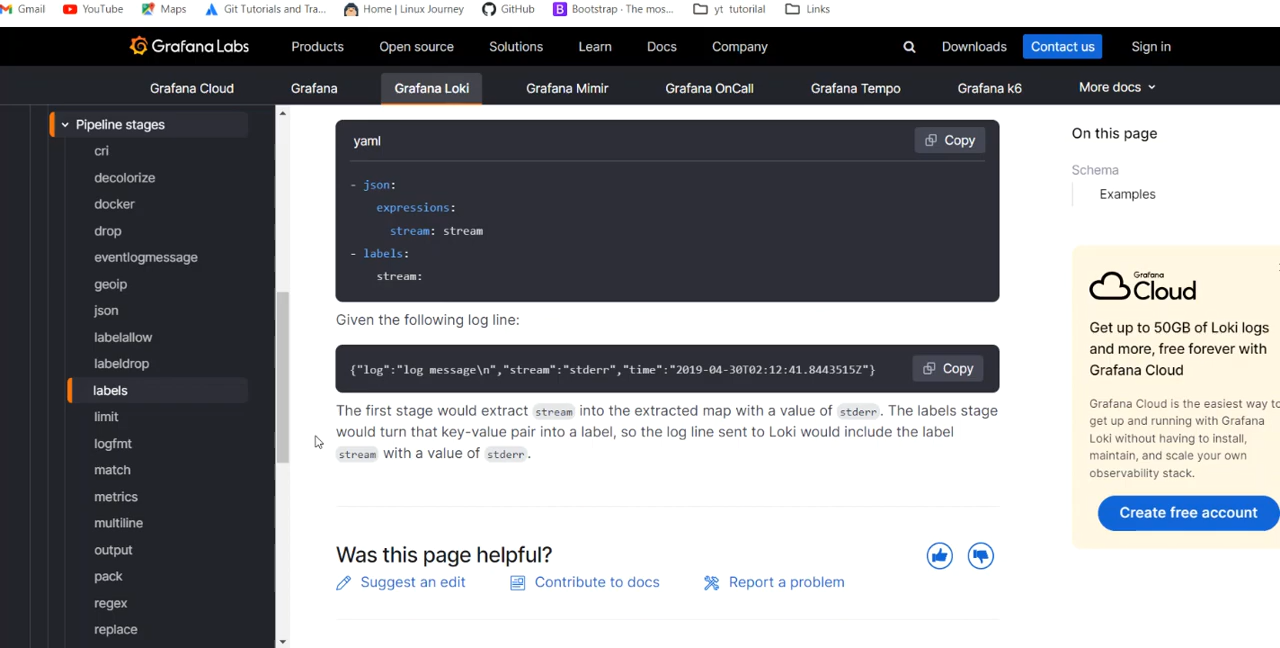 Gmail YouTube Maps Git Tutorials and Tra... Home | Linux Journey GitHub Bootstrap · The mos... yt tutorilal Links
Grafana Labs Products Open source Solutions Learn Docs Company Downloads Contact us Sign in
Grafana Cloud Grafana Grafana Loki Grafana Mimir Grafana OnCall Grafana Tempo Grafana k6 More docs
Pipeline stages
cri
decolorize
docker
drop
eventlogmessage
geoip
json
labelallow
labeldrop
labels
limit
logfmt
match
metrics
multiline
output
pack
regex
replace
yaml Copy
- json:
expressions:
stream: stream
- labels:
stream:
Given the following log line:
{"log":"log message\n","stream":"stderr","time":"2019-04-30T02:12:41.8443515Z"} Copy
The first stage would extract stream into the extracted map with a value of stderr. The labels stage
would turn that key-value pair into a label, so the log line sent to Loki would include the label
stream with a value of stderr.
Was this page helpful?
Suggest an edit Contribute to docs Report a problem
On this page
Schema
Examples
Grafana
Cloud
Get up to 50GB of Loki logs
and more, free forever with
Grafana Cloud
Grafana Cloud is the easiest way to
get up and running with Grafana
Loki without having to install,
maintain, and scale your own
observability stack.
Create free account